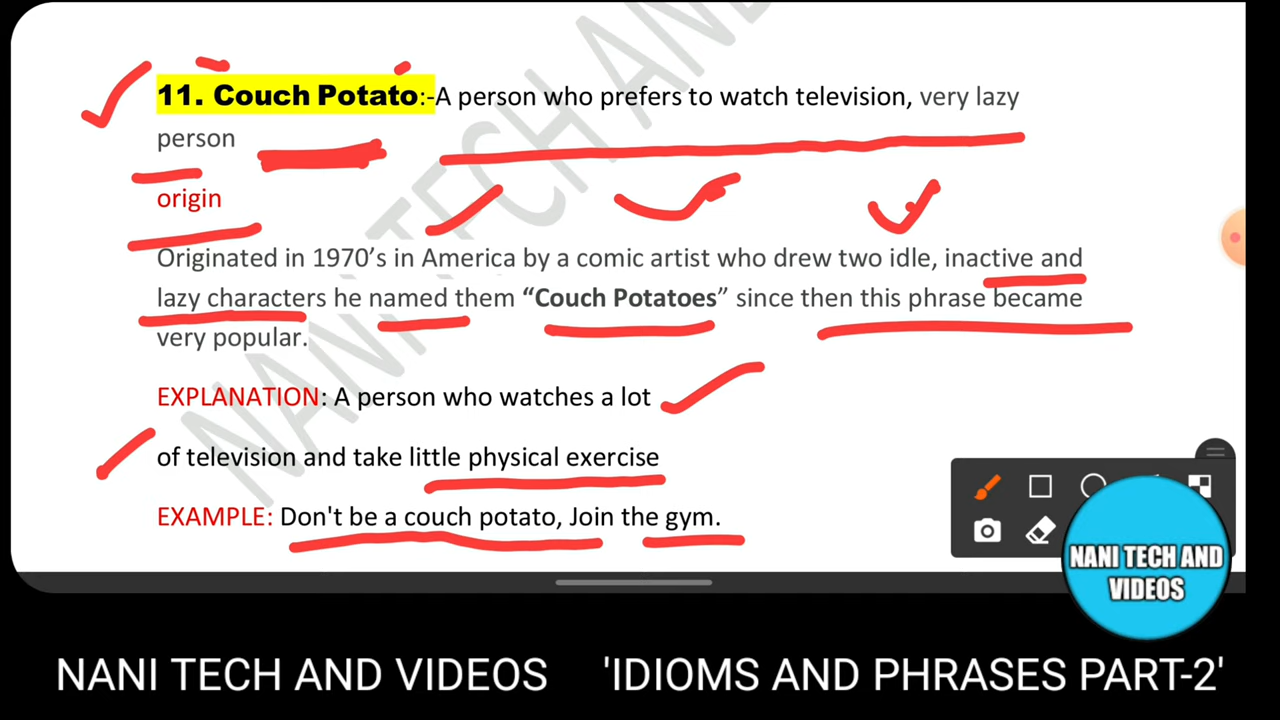 11. Couch Potato:-A person who prefers to watch television, very lazy
person
origin
Originated in 1970's in America by a comic artist who drew two idle, inactive and
lazy characters he named them “Couch Potatoes” since then this phrase became
very popular.
EXPLANATION: A person who watches a lot
of television and take little physical exercise
EXAMPLE: Don't be a couch potato, Join the gym.
NANI TECH AND
VIDEOS
NANI TECH AND VIDEOS 'IDIOMS AND PHRASES PART-2'
NANI TECH AND